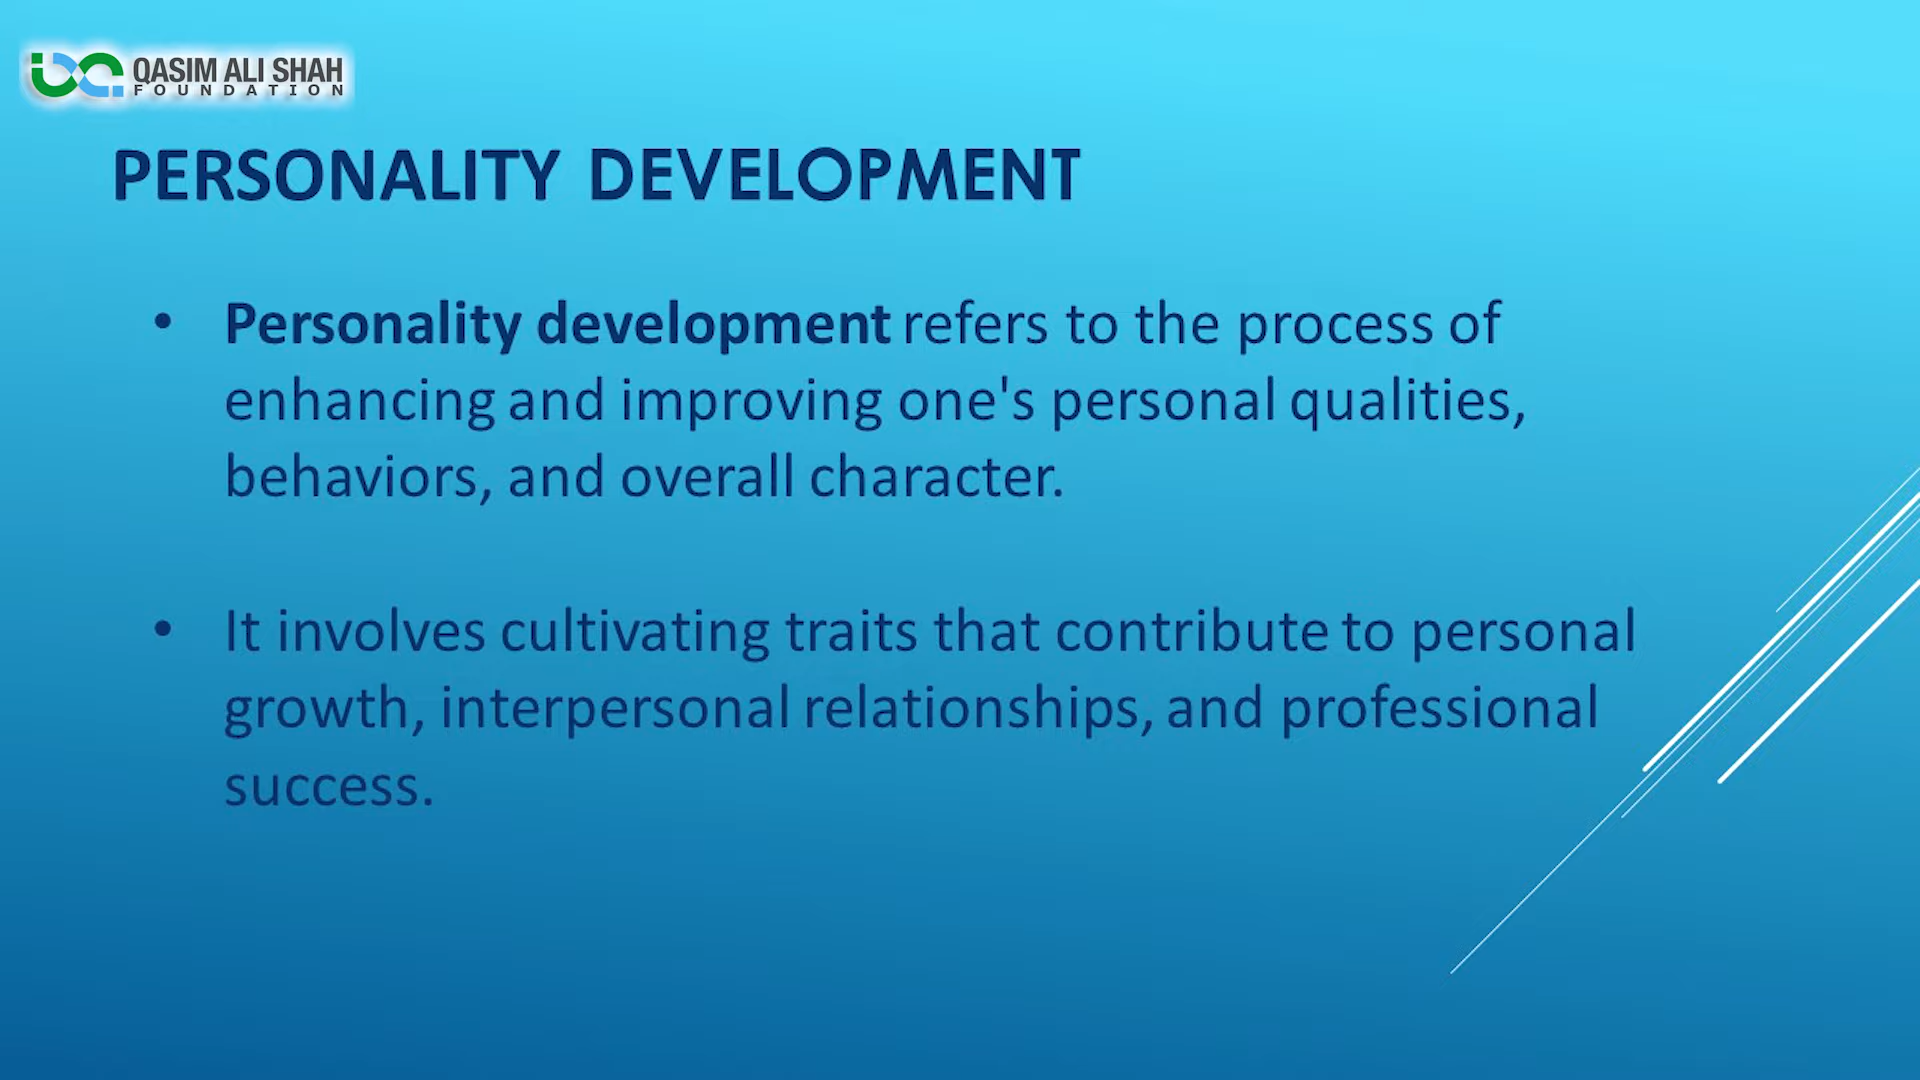 QASIM ALI SHAH
FOUNDATION
PERSONALITY DEVELOPMENT
• Personality development refers to the process of
enhancing and improving one's personal qualities,
behaviors, and overall character.
• It involves cultivating traits that contribute to personal
growth, interpersonal relationships, and professional
success.